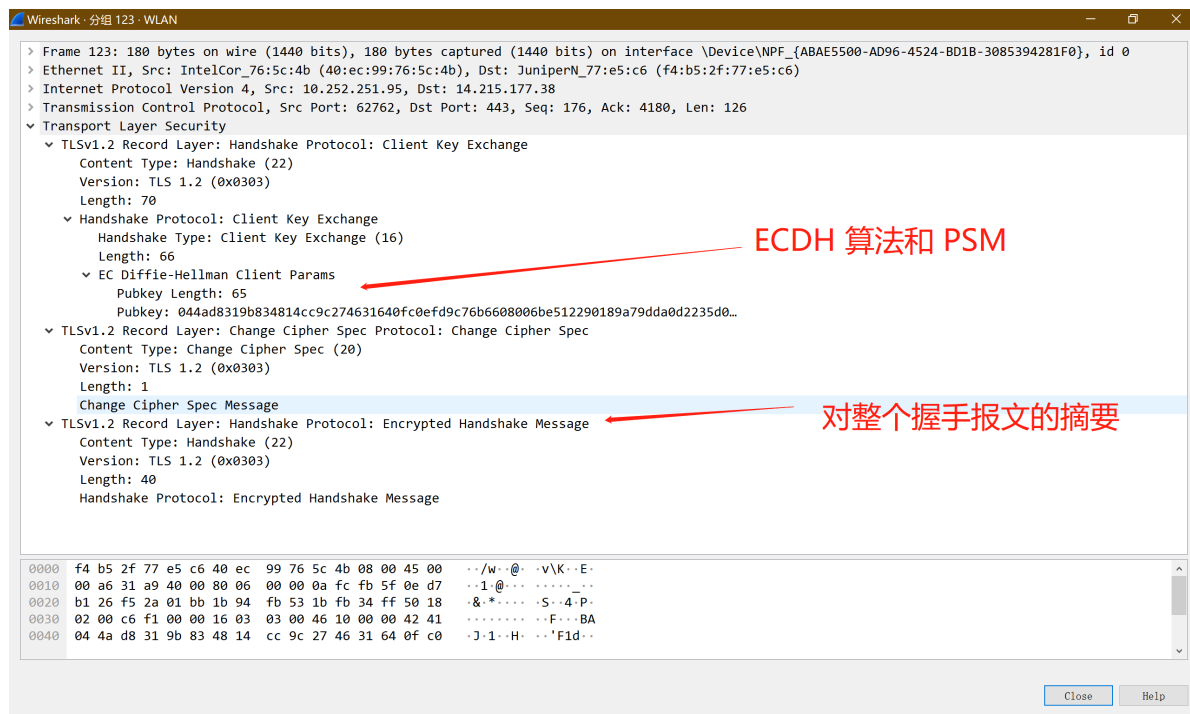 Wireshark · 分组 123 · WLAN
Frame 123: 180 bytes on wire (1440 bits), 180 bytes captured (1440 bits) on interface \Device\NPF_{ABAE5500-AD96-4524-BD1B-3085394281F0}, id 0
Ethernet II, Src: IntelCor_76:5c:4b (40:ec:99:76:5c:4b), Dst: JuniperN_77:e5:c6 (f4:b5:2f:77:e5:c6)
Internet Protocol Version 4, Src: 10.252.251.95, Dst: 14.215.177.38
Transmission Control Protocol, Src Port: 62762, Dst Port: 443, Seq: 176, Ack: 4180, Len: 126
Transport Layer Security
TLSv1.2 Record Layer: Handshake Protocol: Client Key Exchange
Content Type: Handshake (22)
Version: TLS 1.2 (0x0303)
Length: 70
Handshake Protocol: Client Key Exchange
Handshake Type: Client Key Exchange (16)
ECDH 算法和 PSM
Length: 66
EC Diffie-Hellman Client Params
Pubkey Length: 65
Pubkey: 044ad8319b834814cc9c274631640fc0efd9c76b6608006be512290189a79dda0d2235d0…
TLSv1.2 Record Layer: Change Cipher Spec Protocol: Change Cipher Spec
Content Type: Change Cipher Spec (20)
Version: TLS 1.2 (0x0303)
Length: 1
Change Cipher Spec Message
对整个握手报文的摘要
TLSv1.2 Record Layer: Handshake Protocol: Encrypted Handshake Message
Content Type: Handshake (22)
Version: TLS 1.2 (0x0303)
Length: 40
Handshake Protocol: Encrypted Handshake Message
0000 f4 b5 2f 77 e5 c6 40 ec 99 76 5c 4b 08 00 45 00 ··/w··@· ·v\K··E·
0010 00 a6 31 a9 40 00 80 06 00 00 0a fc fb 5f 0e d7 ··1·@··· ·····_··
0020 b1 26 f5 2a 01 bb 1b 94 fb 53 1b fb 34 ff 50 18 ·&·*···· ·S··4·P·
0030 02 00 c6 f1 00 00 16 03 03 00 46 10 00 00 42 41 ········ ··F···BA
0040 04 4a d8 31 9b 83 48 14 cc 9c 27 46 31 64 0f c0 ·J·1··H· ··'F1d··
Close
Help